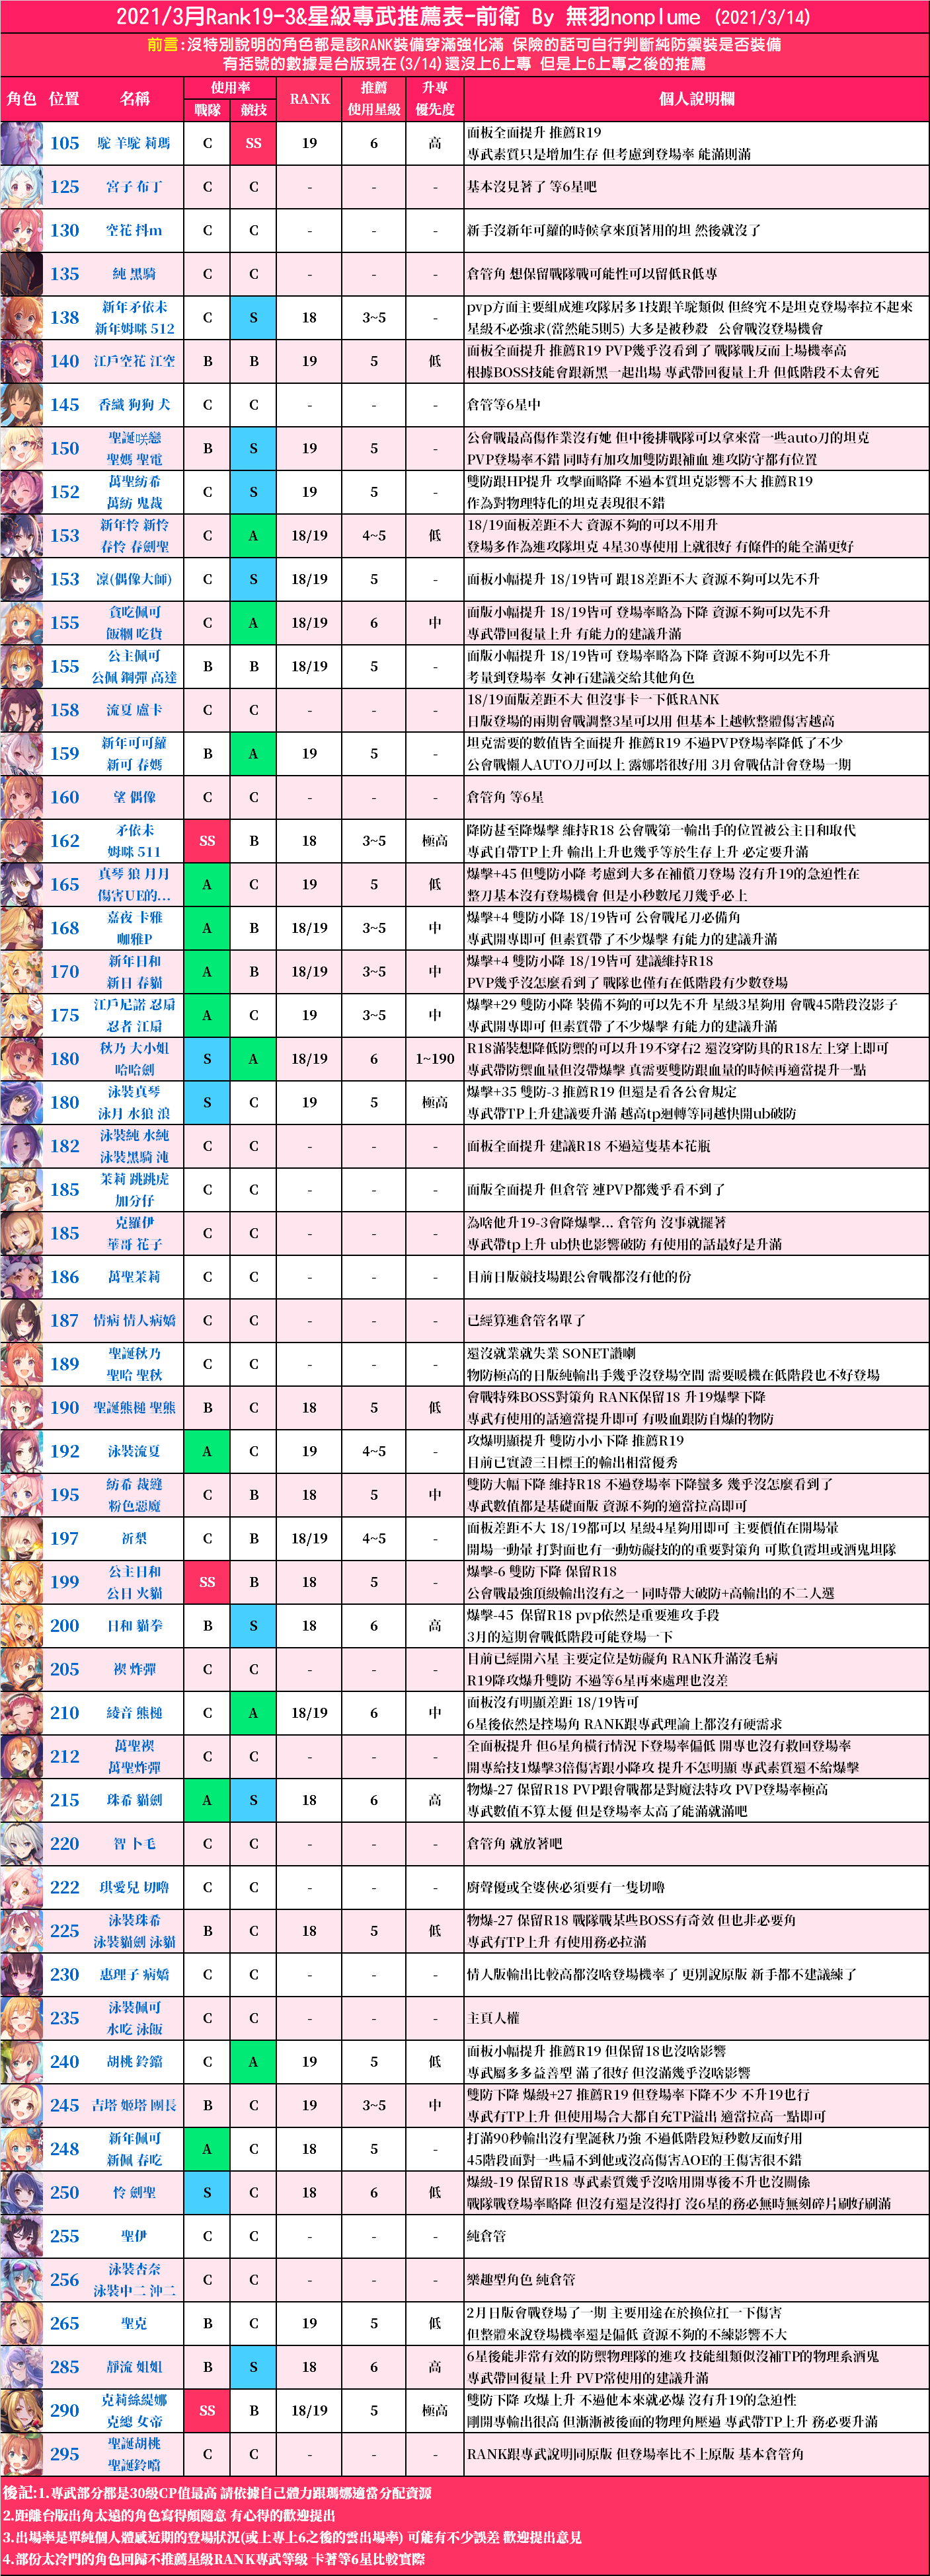 2021/3月Rank19-3&星級專武推薦表-前衛 By 無羽nonplume (2021/3/14)
前言:沒特別說明的角色都是該RANK裝備穿滿強化滿 保險的話可自行判斷純防禦裝是否裝備
有括號的數據是台版現在(3/14)還沒上6上專 但是上6上專之後的推薦
角色 位置 名稱 使用率 戰隊 競技 RANK 推薦 使用星級 升專 優先度 個人說明欄
105 駝 羊駝 莉瑪 C SS 19 6 高 面板全面提升 推薦R19
專武素質只是增加生存 但考慮到登場率 能滿則滿
125 宮子 布丁 C C - - - 基本沒見著了 等6星吧
130 空花 抖m C C - - - 新手沒新年可蘿的時候拿來頂著用的坦 然後就沒了
135 純 黑騎 C C - - - 倉管角 想保留戰隊戰可能性可以留低R低專
138 新年矛依未 新年姆咪 512 C S 18 3~5 - pvp方面主要組成進攻隊居多1技跟羊駝類似 但終究不是坦克登場率拉不起來
星級不必強求(當然能5則5) 大多是被秒殺 公會戰沒登場機會
140 江戶空花 江空 B B 19 5 低 面板全面提升 推薦R19 PVP幾乎沒看到了 戰隊戰反而上場機率高
根據BOSS技能會跟新黑一起出場 專武帶回復量上升 但低階段不太會死
145 香織 狗狗 犬 C C - - - 倉管等6星中
150 聖誕咲戀 聖媽 聖電 B S 19 5 - 公會戰最高傷作業沒有她 但中後排戰隊可以拿來當一些auto刀的坦克
PVP登場率不錯 同時有加攻加雙防跟補血 進攻防守都有位置
152 萬聖紡希 萬紡 鬼裁 C S 19 5 - 雙防跟HP提升 攻擊面略降 不過本質坦克影響不大 推薦R19
作為對物理特化的坦克表現很不錯
153 新年怜 新怜 春怜 春劍聖 C A 18/19 4~5 低 18/19面板差距不大 資源不夠的可以不用升
登場多作為進攻隊坦克 4星30專使用上就很好 有條件的能全滿更好
153 凜(偶像大師) C S 18/19 5 - 面板小幅提升 18/19皆可 跟18差距不大 資源不夠可以先不升
155 貪吃佩可 飯糰 吃貨 C A 18/19 6 中 面版小幅提升 18/19皆可 登場率略為下降 資源不夠可以先不升
專武帶回復量上升 有能力的建議升滿
155 公主佩可 公佩 鋼彈 高達 B B 18/19 5 - 面版小幅提升 18/19皆可 登場率略為下降 資源不夠可以先不升
考量到登場率 女神石建議交給其他角色
158 流夏 盧卡 C C - - - 18/19面版差距不大 但沒事卡一下低RANK
日版登場的兩期會戰調整3星可以用 但基本上越軟整體傷害越高
159 新年可可蘿 新可 春媽 B A 19 5 - 坦克需要的數值皆全面提升 推薦R19 不過PVP登場率降低了不少
公會戰懶人AUTO刀可以上 露娜塔很好用 3月會戰估計會登場一期
160 望 偶像 C C - - - 倉管角 等6星
162 矛依未 姆咪 511 SS B 18 3~5 極高 降防甚至降爆擊 維持R18 公會戰第一輸出手的位置被公主日和取代
專武自帶TP上升 輸出上升也幾乎等於生存上升 必定要升滿
165 真琴 狼 月月 傷害UE的... A C 19 5 低 爆擊+45 但雙防小降 考慮到大多在補償刀登場 沒有升19的急迫性在
整刀基本沒有登場機會 但是小秒數尾刀幾乎必上
168 嘉夜 卡雅 咖雅P A B 18/19 3~5 中 爆擊+4 雙防小降 18/19皆可 公會戰尾刀必備角
專武開專即可 但素質帶了不少爆擊 有能力的建議升滿
170 新年日和 新日 春貓 A B 18/19 3~5 中 爆擊+4 雙防小降 18/19皆可 建議維持R18
PVP幾乎沒怎麼看到了 戰隊也僅有在低階段有少數登場
175 江戶尼諾 忍扇 忍者 江扇 A C 19 3~5 中 爆擊+29 雙防小降 裝備不夠的可以先不升 星級3星夠用 會戰45階段沒影子
專武開專即可 但素質帶了不少爆擊 有能力的建議升滿
180 秋乃 大小姐 哈哈劍 S A 18/19 6 1~190 R18滿裝想降低防禦的可以升19不穿右2 還沒穿防具的R18左上穿上即可
專武帶防禦血量但沒帶爆擊 真需要雙防跟血量的時候再適當提升一點
180 泳裝真琴 泳月 水狼 浪 S C 19 5 極高 爆擊+35 雙防-3 推薦R19 但還是看各公會規定
專武帶TP上升建議要升滿 越高tp迴轉等同越快開ub破防
182 泳裝純 水純 泳裝黑騎 沌 C C - - - 面板全面提升 建議R18 不過這隻基本花瓶
185 茉莉 跳跳虎 加分仔 C C - - - 面版全面提升 但倉管 連PVP都幾乎看不到了
185 克羅伊 華哥 花子 C C - - - 為啥他升19-3會降爆擊... 倉管角 沒事就擺著
專武帶tp上升 ub快也影響破防 有使用的話最好是升滿
186 萬聖茉莉 C C - - - 目前日版競技場跟公會戰都沒有他的份
187 情病 情人病嬌 C C - - - 已經算進倉管名單了
189 聖誕秋乃 聖哈 聖秋 C C - - - 還沒就業就失業 SONET讚喇
物防極高的日版純輸出手幾乎沒登場空間 需要暖機在低階段也不好登場
190 聖誕熊槌 聖熊 B C 18 5 低 會戰特殊BOSS對策角 RANK保留18 升19爆擊下降
專武有使用的話適當提升即可 有吸血跟防自爆的物防
192 泳裝流夏 A C 19 4~5 - 攻爆明顯提升 雙防小小下降 推薦R19
目前已實證三目標王的輸出相當優秀
195 紡希 裁縫 粉色惡魔 C B 18 5 中 雙防大幅下降 維持R18 不過登場率下降蠻多 幾乎沒怎麼看到了
專武數值都是基礎面版 資源不夠的適當拉高即可
197 祈梨 C B 18/19 4~5 - 面板差距不大 18/19都可以 星級4星夠用即可 主要價值在開場暈
開場一動暈 打對面也有一動妨礙技的的重要對策角 可欺負霞坦或酒鬼坦隊
199 公主日和 公日 火貓 SS B 18 5 - 爆擊-6 雙防下降 保留R18
公會戰最強頂級輸出沒有之一 同時帶大破防+高輸出的不二人選
200 日和 貓拳 B S 18 6 高 爆擊-45 保留R18 pvp依然是重要進攻手段
3月的這期會戰低階段可能登場一下
205 禊 炸彈 C C - - - 目前已經開六星 主要定位是妨礙角 RANK升滿沒毛病
R19降攻爆升雙防 不過等6星再來處理也沒差
210 綾音 熊槌 C A 18/19 6 中 面板沒有明顯差距 18/19皆可
6星後依然是控場角 RANK跟專武理論上都沒有硬需求
212 萬聖禊 萬聖炸彈 C C - - - 全面板提升 但6星角橫行情況下登場率偏低 開專也沒有救回登場率
開專給技1爆擊3倍傷害跟小降攻 提升不怎明顯 專武素質還不給爆擊
215 珠希 貓劍 A S 18 6 高 物爆-27 保留R18 PVP跟會戰都是對魔法特攻 PVP登場率極高
專武數值不算太優 但是登場率太高了能滿就滿吧
220 智 卜毛 C C - - - 倉管角 就放著吧
222 琪愛兒 切嚕 C C - - - 廚聲優或全婆俠必須要有一隻切嚕
225 泳裝珠希 泳裝貓劍 泳貓 B C 18 5 低 物爆-27 保留R18 戰隊戰某些BOSS有奇效 但也非必要角
專武有TP上升 有使用務必拉滿
230 惠理子 病嬌 C C - - - 情人版輸出比較高都沒啥登場機率了 更別說原版 新手都不建議練了
235 泳裝佩可 水吃 泳飯 C C - - - 主頁人權
240 胡桃 鈴鐺 C A 19 5 低 面板小幅提升 推薦R19 但保留18也沒啥影響
專武屬多多益善型 滿了很好 但沒滿幾乎沒啥影響
245 吉塔 姬塔 團長 B C 19 3~5 中 雙防下降 爆級+27 推薦R19 但登場率下降不少 不升19也行
專武有TP上升 但使用場合大都自充TP溢出 適當拉高一點即可
248 新年佩可 新佩 春吃 A C 18 5 - 打滿90秒輸出沒有聖誕秋乃強 不過低階段短秒數反而好用
45階段面對一些扁不到他或沒高傷害AOE的王傷害很不錯
250 怜 劍聖 S C 18 6 低 爆級-19 保留R18 專武素質幾乎沒啥用開專後不升也沒關係
戰隊戰登場率略降 但沒有還是沒得打 沒6星的務必無時無刻碎片刷好刷滿
255 聖伊 C C - - - 純倉管
256 泳裝杏奈 泳裝中二 沖二 C C - - - 樂趣型角色 純倉管
265 聖克 B C 19 5 低 2月日版會戰登場了一期 主要用途在於換位扛一下傷害
但整體來說登場機率還是偏低 資源不夠的不練影響不大
285 靜流 姐姐 B S 18 6 高 6星後能非常有效的防禦物理隊的進攻 技能組類似沒補TP的物理系酒鬼
專武帶回復量上升 PVP常使用的建議升滿
290 克莉絲緹娜 克總 女帝 SS B 18/19 5 極高 雙防下降 攻爆上升 不過他本來就必爆 沒有升19的急迫性
剛開專輸出很高 但漸漸被後面的物理角壓過 專武帶TP上升 務必要升滿
295 聖誕胡桃 聖誕鈴噹 C C - - - RANK跟專武說明同原版 但登場率比不上原版 基本倉管角
後記:1.專武部分都是30級CP值最高 請依據自己體力跟瑪娜適當分配資源
2.距離台版出角太遠的角色寫得頗隨意 有心得的歡迎提出
3.出場率是單純個人體感近期的登場狀況(或上專上6之後的雲出場率) 可能有不少誤差 歡迎提出意見
4.部份太冷門的角色回歸不推薦星級RANK專武等級 卡著等6星比較實際